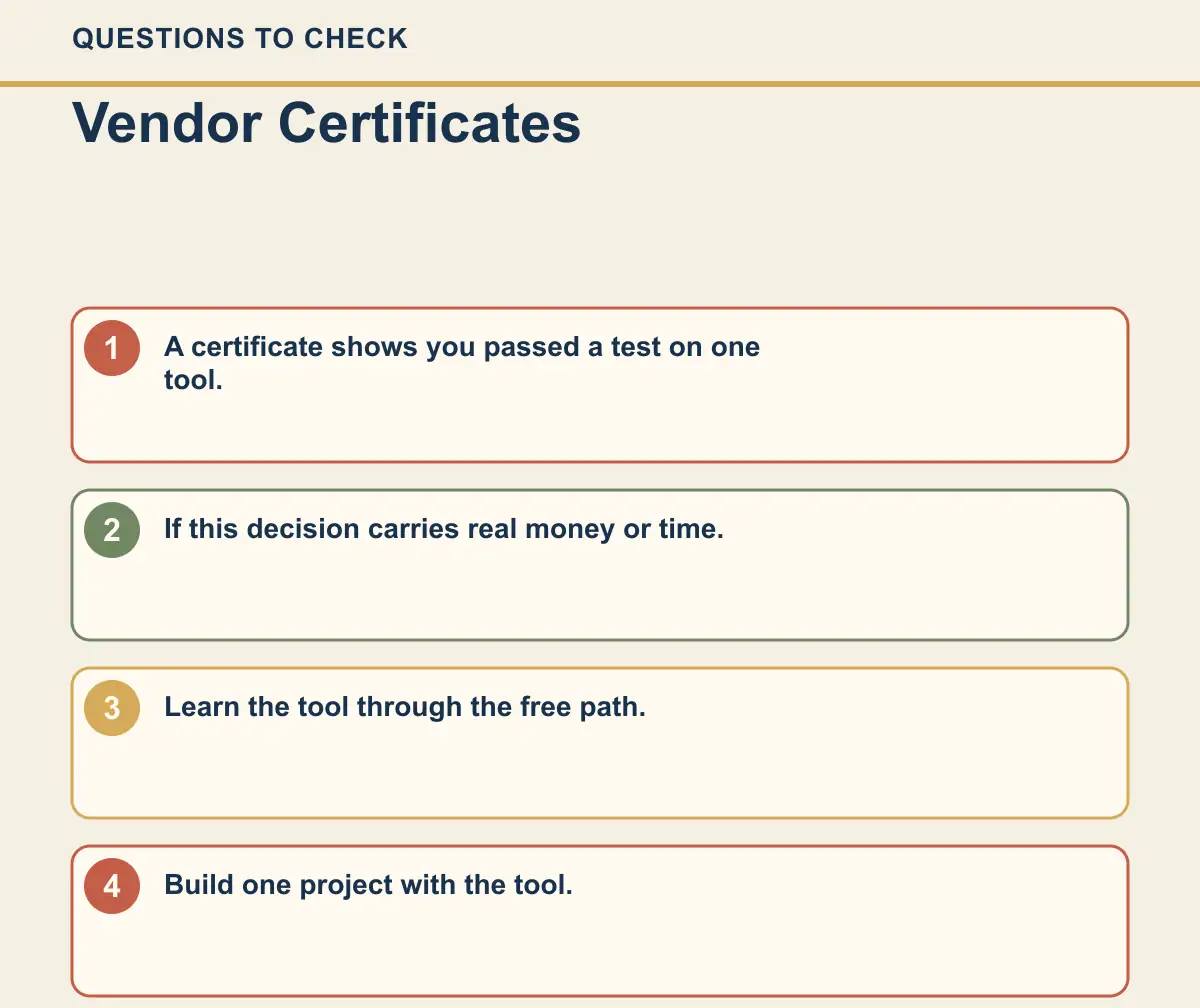 QUESTIONS TO CHECK
Vendor Certificates
1
A certificate shows you passed a test on one
tool.
2
If this decision carries real money or time.
3
Learn the tool through the free path.
4
Build one project with the tool.